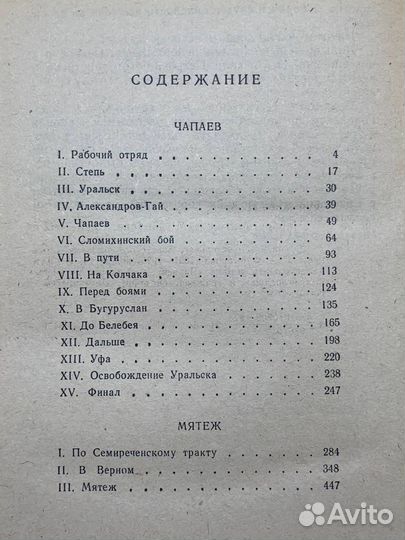 СОДЕРЖАНИЕ
ЧАПАЕВ
I. Рабочий отряд . . . . . . . . . . . 4
II. Степь . . . . . . . . . . . . . . 17
III. Уральск . . . . . . . . . . . . . 30
IV. Александров-Гай . . . . . . . . . . 39
V. Чапаев . . . . . . . . . . . . . . 49
VI. Сломихинский бой . . . . . . . . . 64
VII. В пути . . . . . . . . . . . . . 93
VIII. На Колчака . . . . . . . . . . . 113
IX. Перед боями . . . . . . . . . . . 124
X. В Бугуруслан . . . . . . . . . . . 135
XI. До Белебея . . . . . . . . . . . . 165
XII. Дальше . . . . . . . . . . . . . 198
XIII. Уфа . . . . . . . . . . . . . . 220
XIV. Освобождение Уральска . . . . . . 238
XV. Финал . . . . . . . . . . . . . . 247
МЯТЕЖ
I. По Семиреченскому тракту . . . . . . 284
II. В Верном . . . . . . . . . . . . . 348
III. Мятеж . . . . . . . . . . . . . . 447
Avito